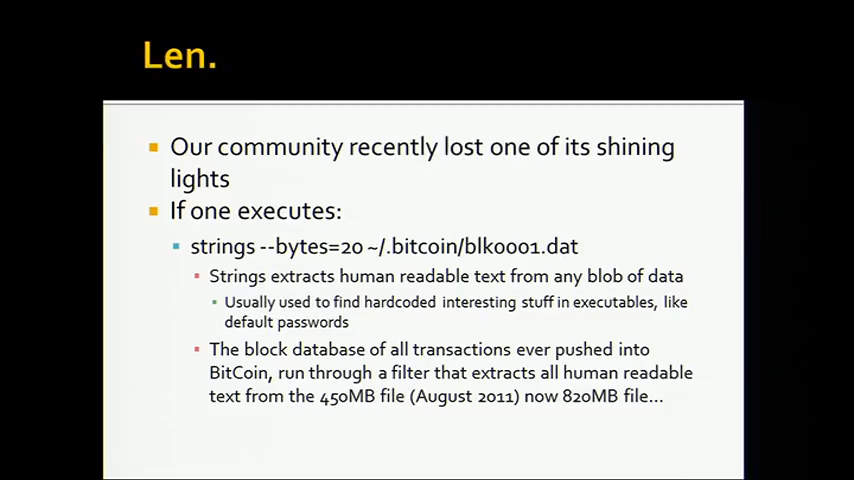 Len.
Our community recently lost one of its shining
lights
If one executes:
strings --bytes=20 ~/.bitcoin/blk0001.dat
Strings extracts human readable text from any blob of data
Usually used to find hardcoded interesting stuff in executables, like
default passwords
The block database of all transactions ever pushed into
BitCoin, run through a filter that extracts all human readable
text from the 450MB file (August 2011) now 820MB file...